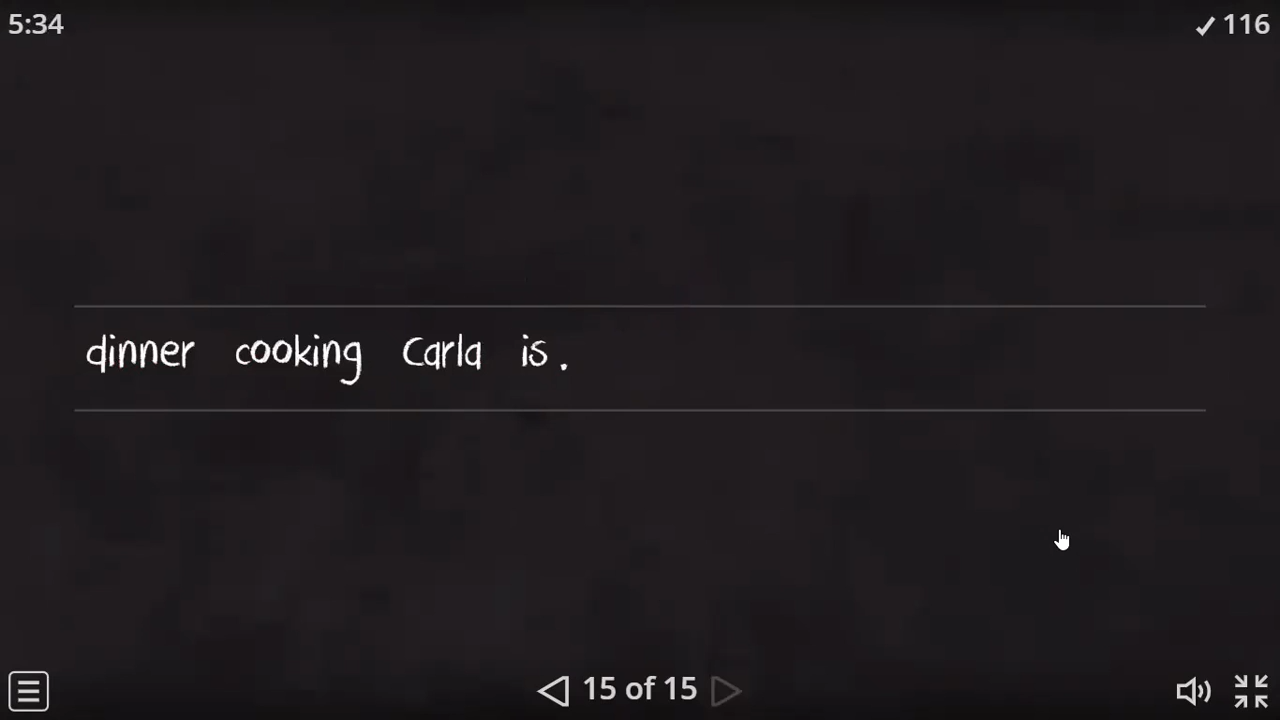 5:34
✓ 116
dinner cooking Carla is .
15 of 15